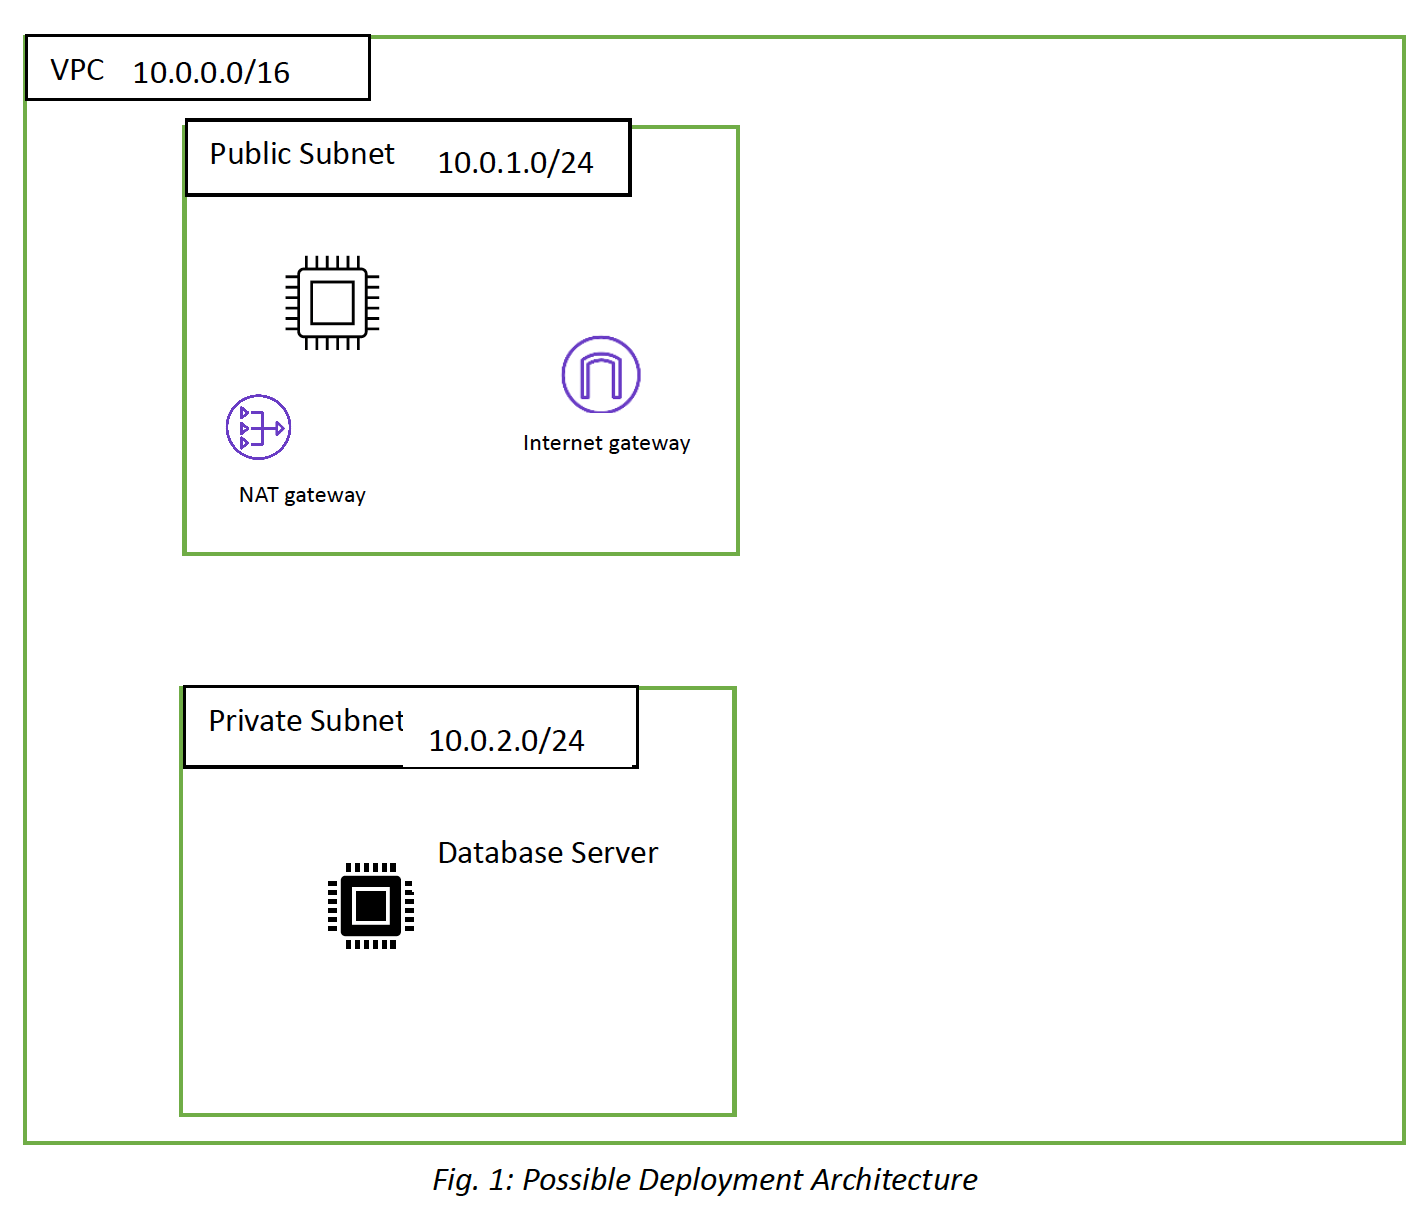 VPC 10.0.0.0/16
Public Subnet 10.0.1.0/24
Internet gateway
NAT gateway
Private Subnet 10.0.2.0/24
Database Server
Fig. 1: Possible Deployment Architecture